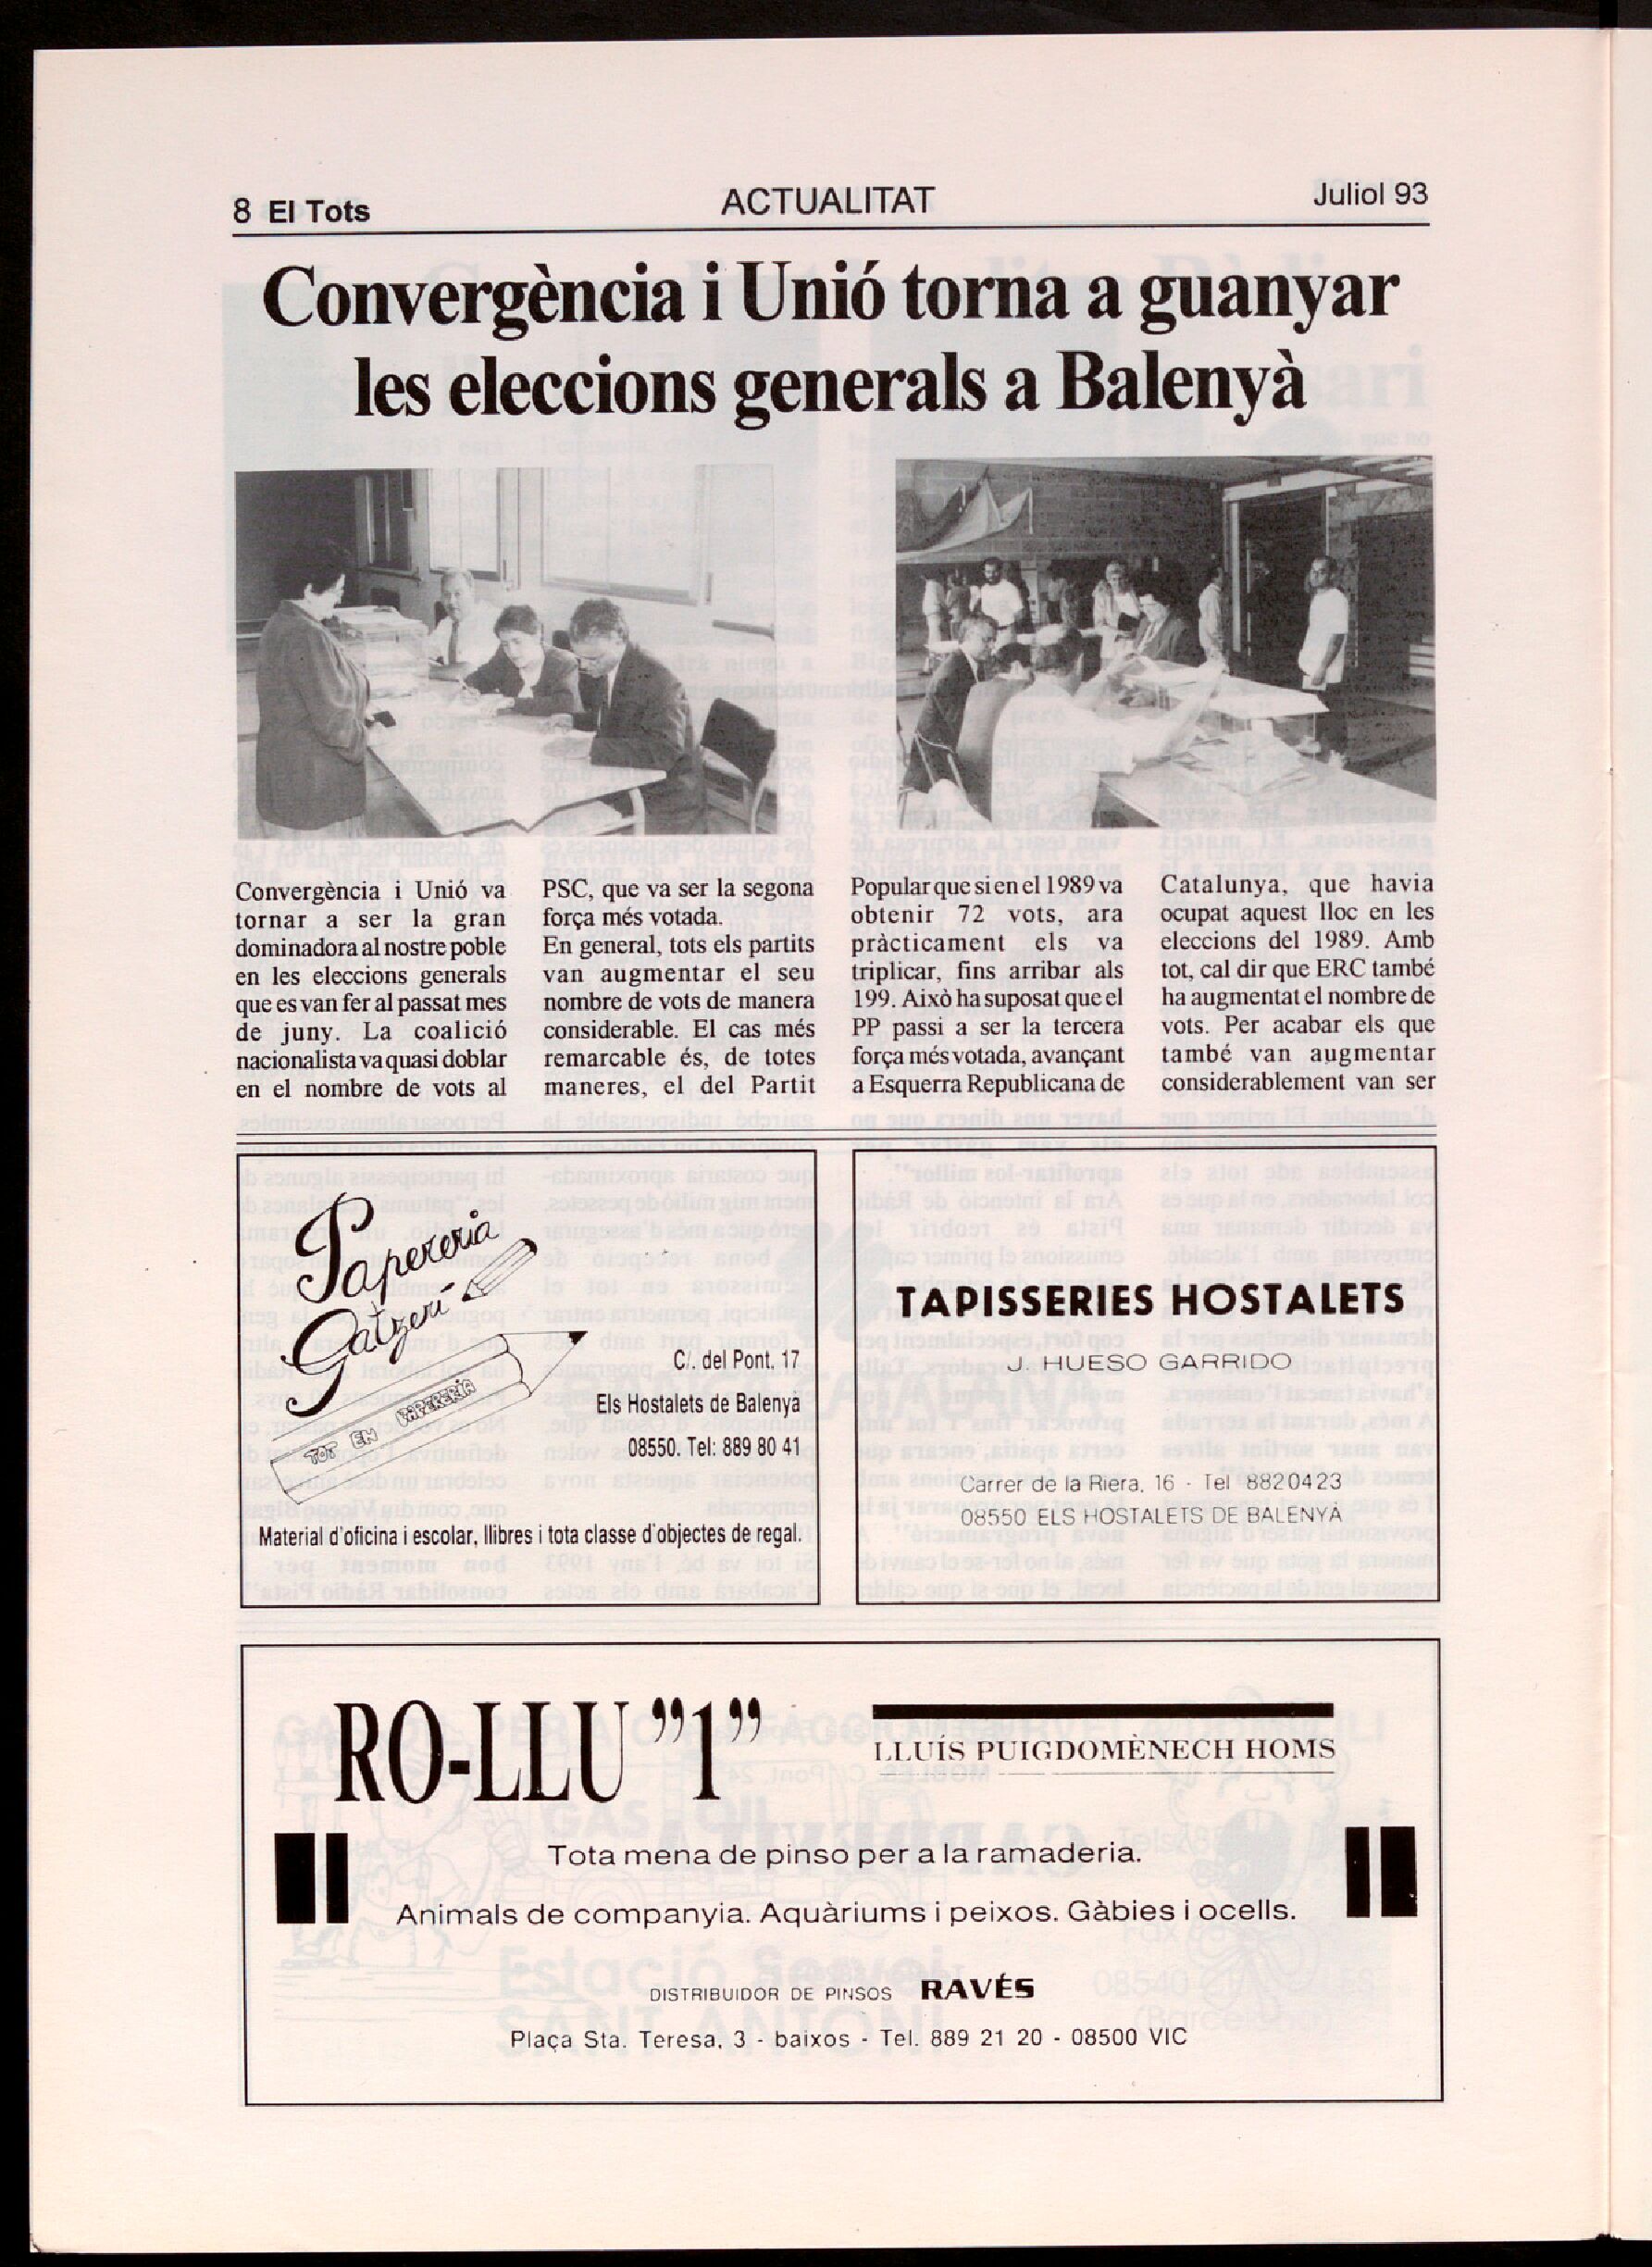 8 El Tots
ACTUALITAT
Juliol 93
Convergència i Unió torna a guanyar
les eleccions generals a Balenyà
Convergència i Unió va
tornar a ser la gran
dominadora al nostre poble
en les eleccions generals
que es van fer al passat mes
de juny. La coalició
nacionalista va quasi doblar
en el nombre de vots al
PSC, que va ser la segona
força més votada.
En general, tots els partits
van augmentar el seu
nombre de vots de manera
considerable. El cas més
remarcable és, de totes
maneres, el del Partit
Popular que si en el 1989 va
obtenir 72 vots, ara
pràcticament els va
triplicar, fins arribar als
199. Això ha suposat que el
PP passi a ser la tercera
força més votada, avançant
a Esquerra Republicana de
Catalunya, que havia
ocupat aquest lloc en les
eleccions del 1989. Amb
tot, cal dir que ERC també
ha augmentat el nombre de
vots. Per acabar els que
també van augmentar
considerablement van ser
Papereria
Gatzerí
TOT EN PAPERERIA
C/. del Pont, 17
Els Hostalets de Balenyà
08550. Tel: 889 80 41
Material d'oficina i escolar, llibres i tota classe d'objectes de regal.
TAPISSERIES HOSTALETS
J. HUESO GARRIDO
Carrer de la Riera, 16 - Tel 8820423
08550 ELS HOSTALETS DE BALENYÀ
RO-LLU "1"
LLUÍS PUIGDOMÈNECH HOMS
Tota mena de pinso per a la ramaderia.
Animals de companyia. Aquàriums i peixos. Gàbies i ocells.
DISTRIBUIDOR DE PINSOS RAVÉS
Plaça Sta. Teresa, 3 - baixos - Tel. 889 21 20 - 08500 VIC